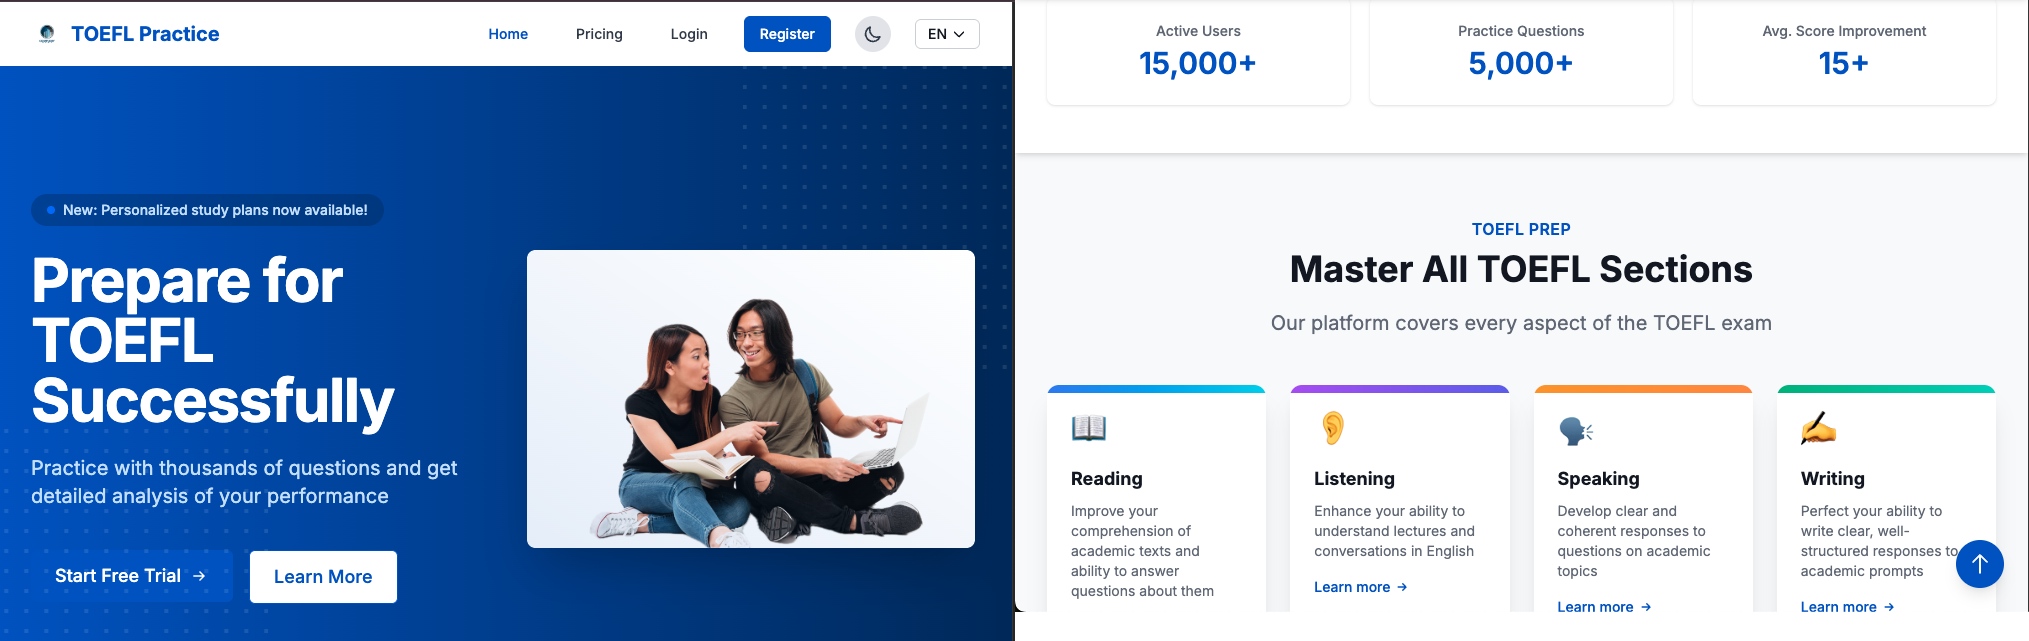 TOEFL Practice
Home
Pricing
Login
Register
EN
New: Personalized study plans now available!
Prepare for
TOEFL
Successfully
Practice with thousands of questions and get
detailed analysis of your performance
Start Free Trial →
Learn More
Active Users
15,000+
Practice Questions
5,000+
Avg. Score Improvement
15+
TOEFL PREP
Master All TOEFL Sections
Our platform covers every aspect of the TOEFL exam
Reading
Improve your
comprehension of
academic texts and
ability to answer
questions about them
Listening
Enhance your ability to
understand lectures and
conversations in English
Learn more →
Speaking
Develop clear and
coherent responses to
questions on academic
topics
Learn more →
Writing
Perfect your ability to
write clear, well-
structured responses to
academic prompts
Learn more →